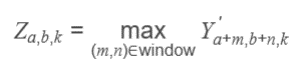 Z_{a,b,k} = max_{(m,n)∈window} Y^{'}_{a+m,b+n,k}